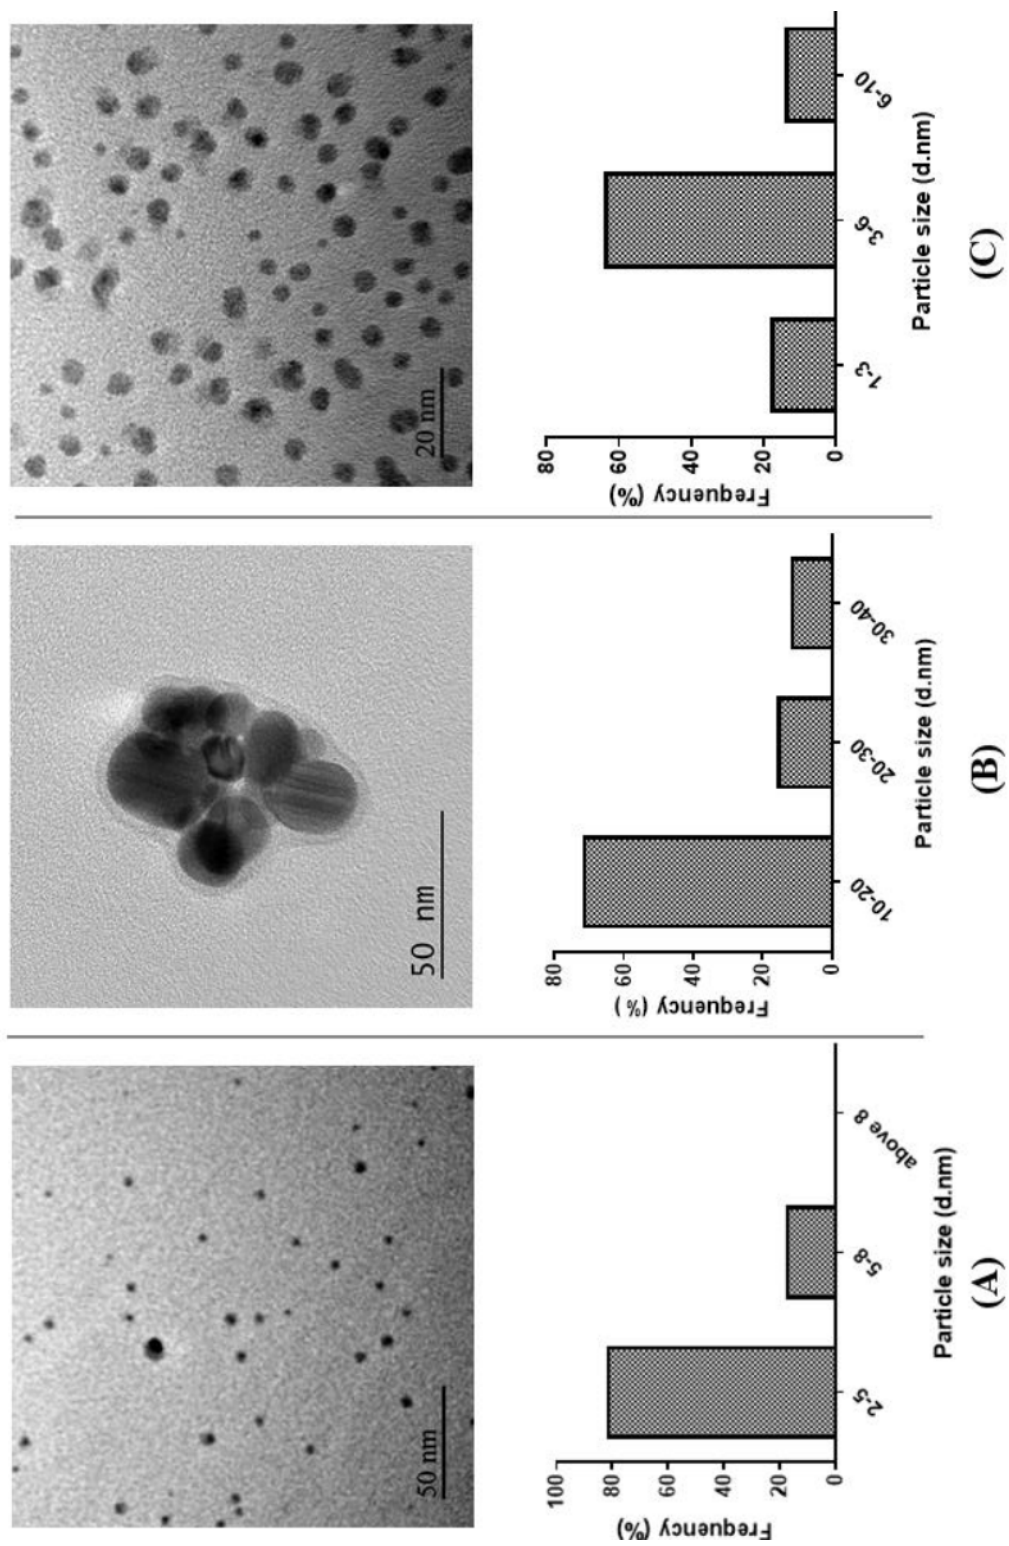 50 nm
Frequency (%)
100
80
60
40
20
0
2-5
5-8
above 8
Particle size (d.nm)
(A)
50 nm
Frequency (%)
80
60
40
20
0
10-20
20-30
30-40
Particle size (d.nm)
(B)
20 nm
Frequency (%)
80
60
40
20
0
1-3
3-6
6-10
Particle size (d.nm)
(C)